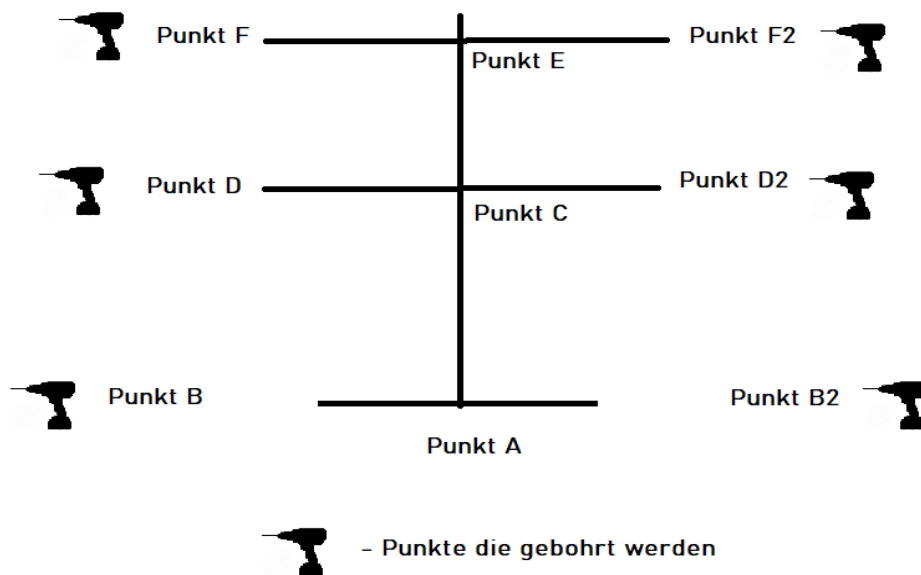 Punkt F
Punkt F2
Punkt E
Punkt D
Punkt D2
Punkt C
Punkt B
Punkt B2
Punkt A
- Punkte die gebohrt werden